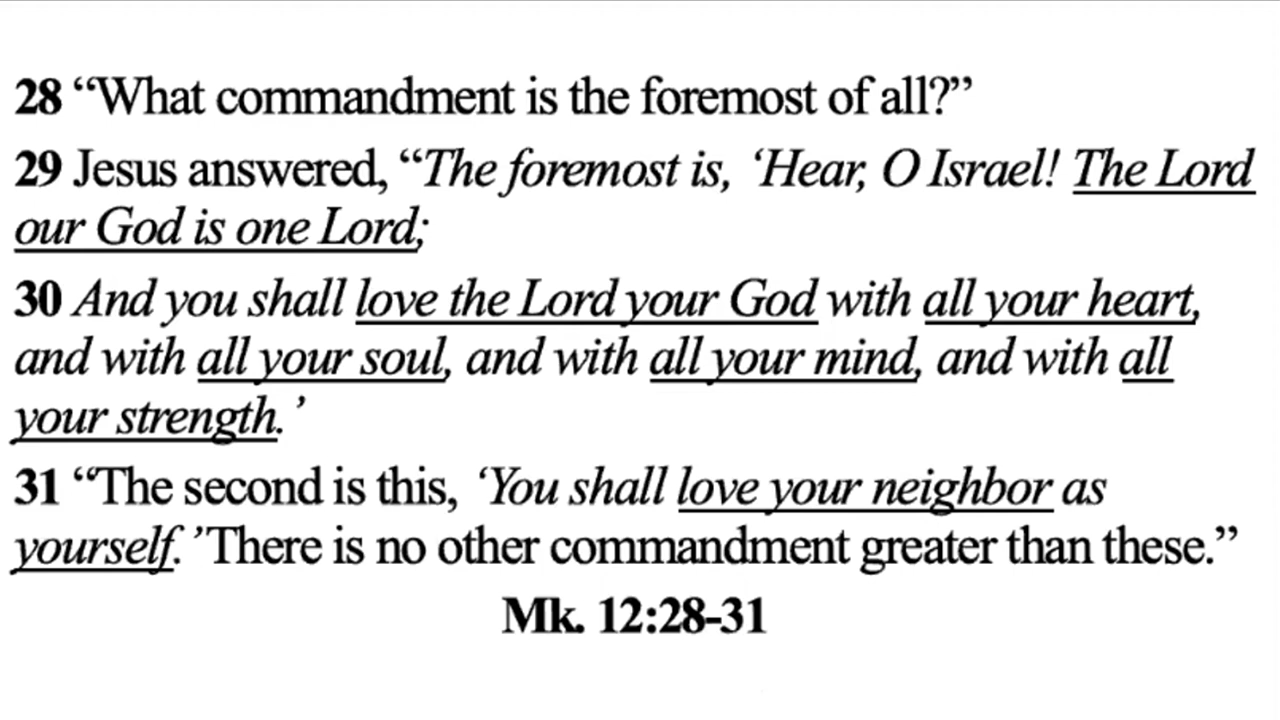 28 “What commandment is the foremost of all?”
29 Jesus answered, “The foremost is, ‘Hear, O Israel! The Lord
our God is one Lord;
30 And you shall love the Lord your God with all your heart,
and with all your soul, and with all your mind, and with all
your strength.’
31 “The second is this, ‘You shall love your neighbor as
yourself.’ There is no other commandment greater than these.”
Mk. 12:28-31